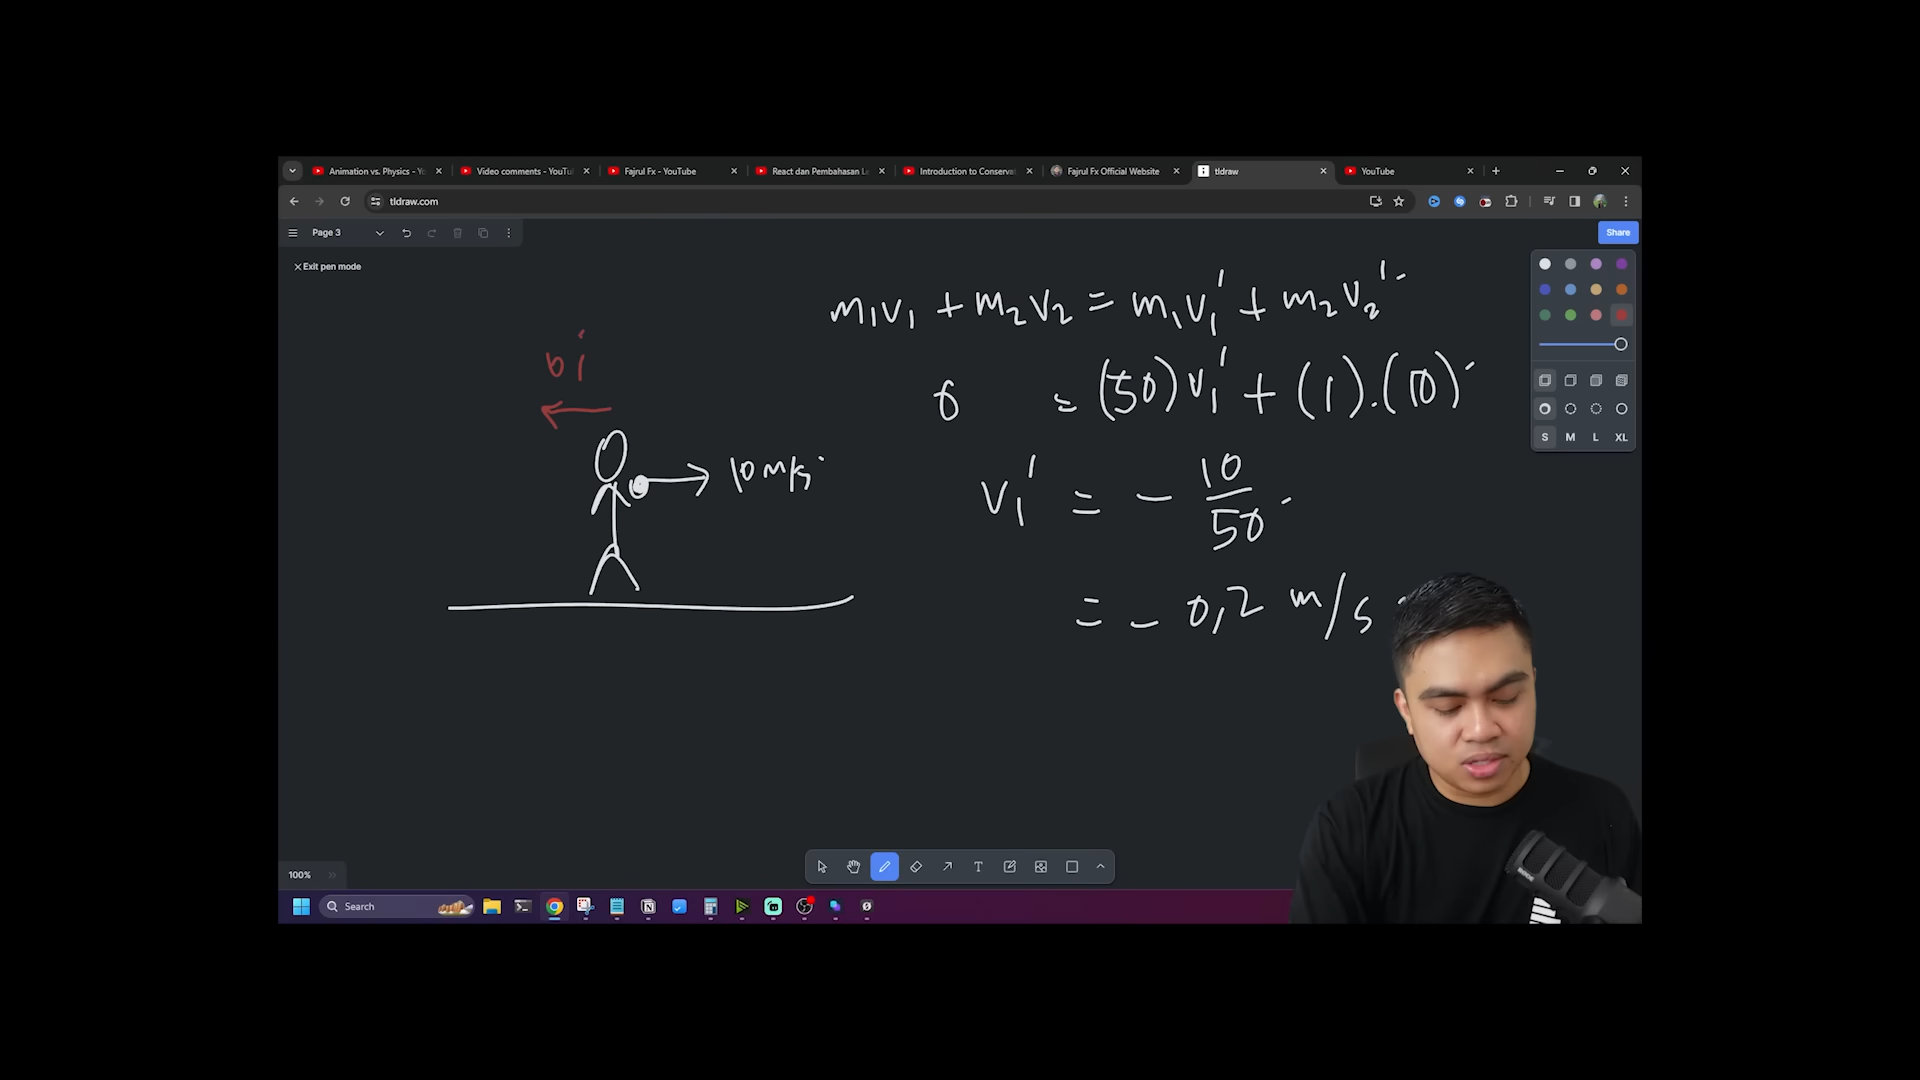 Animation vs. Physics - Yo
Video comments - YouTu
Fajrul Fx - YouTube
React dan Pembahasan L
Introduction to Conserva
Fajrul Fx Official Website
tldraw
YouTube
tldraw.com
Page 3
Share
Exit pen mode
m₁v₁ + m₂v₂ = m₁v₁' + m₂v₂'
0 = (50)v₁' + (1).(10)
v₁' = - 10/50
= - 0,2 m/s
10 m/s
S M L XL
100%
Search